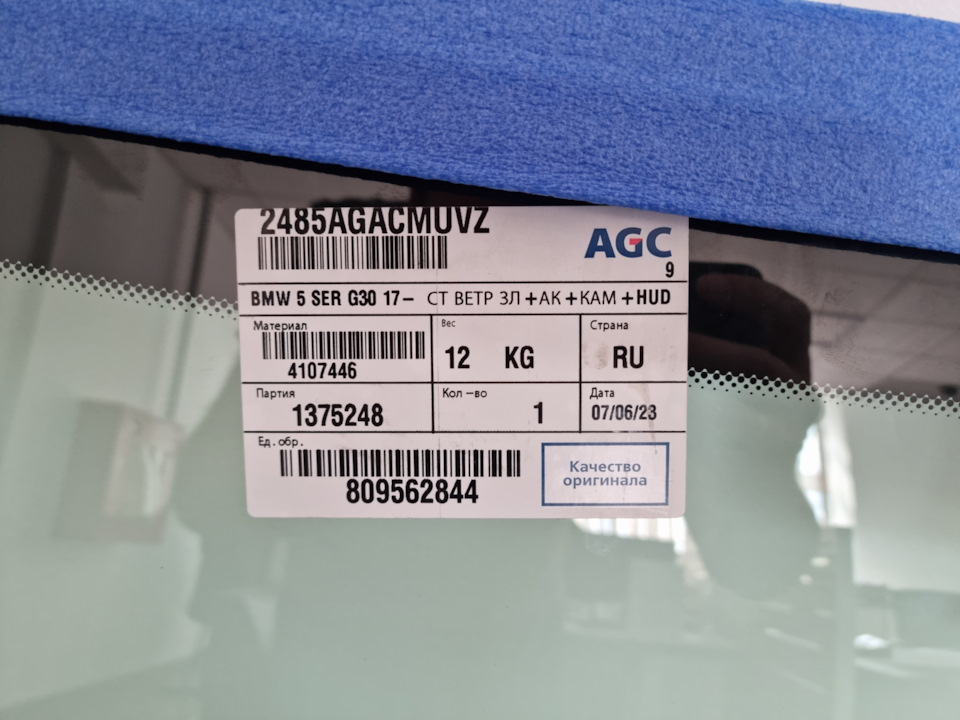 2485AGACMUVZ
AGC
9
BMW 5 SER G30 17– СТ ВЕТР ЗЛ+АК+КАМ+HUD
Материал
4107446
Вес
12 KG
Страна
RU
Партия
1375248
Кол –во
1
Дата
07/06/23
Ед. обр.
809562844
Качество
оригинала